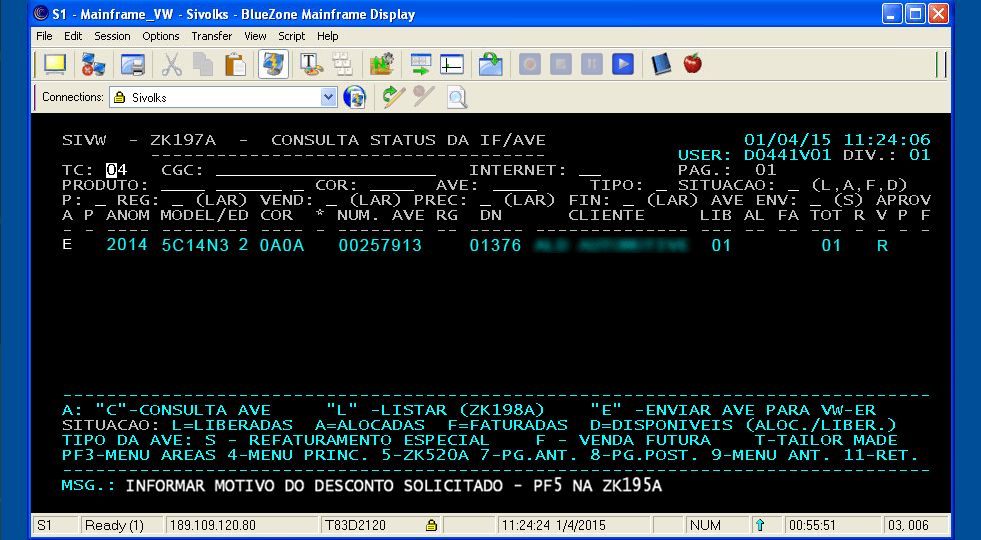 S1 - Mainframe_VW - Sivolks - BlueZone Mainframe Display
File Edit Session Options Transfer View Script Help
Connections: Sivolks
SIVW - ZK197A - CONSULTA STATUS DA IF/AVE 01/04/15 11:24:06
------------------------------------ USER: D0441V01 DIV.: 01
TC: 04 CGC: ____________________ INTERNET: __ PAG.: 01
PRODUTO: ____ ______ _ COR: ____ AVE: ____ TIPO: _ SITUACAO: _ (L,A,F,D)
P: _ REG: _ (LAR) VEND: _ (LAR) PREC: _ (LAR) FIN: _ (LAR) AVE ENV: _ (S) APROV
A P ANOM MODEL/ED COR * NUM. AVE RG DN CLIENTE LIB AL FA TOT R V P F
- - ---- ----- -- ---- - -------- -- ----- -------------- --- -- -- --- - - - -
E 2014 5C14N3 2 0A0A 00257913 01376 01 01 R
-------------------------------------------------------------------------------
A: "C"-CONSULTA AVE "L" -LISTAR (ZK198A) "E" -ENVIAR AVE PARA VW-ER
SITUACAO: L=LIBERADAS A=ALOCADAS F=FATURADAS D=DISPONIVEIS (ALOC./LIBER.)
TIPO DA AVE: S - REFATURAMENTO ESPECIAL F - VENDA FUTURA T-TAILOR MADE
PF3-MENU AREAS 4-MENU PRINC. 5-ZK520A 7-PG.ANT. 8-PG.POST. 9-MENU ANT. 11-RET.
-------------------------------------------------------------------------------
MSG.: INFORMAR MOTIVO DO DESCONTO SOLICITADO - PF5 NA ZK195A
S1 Ready (1) 189.109.120.80 T83D2120 11:24:24 1/4/2015 NUM 00:55:51 03, 006